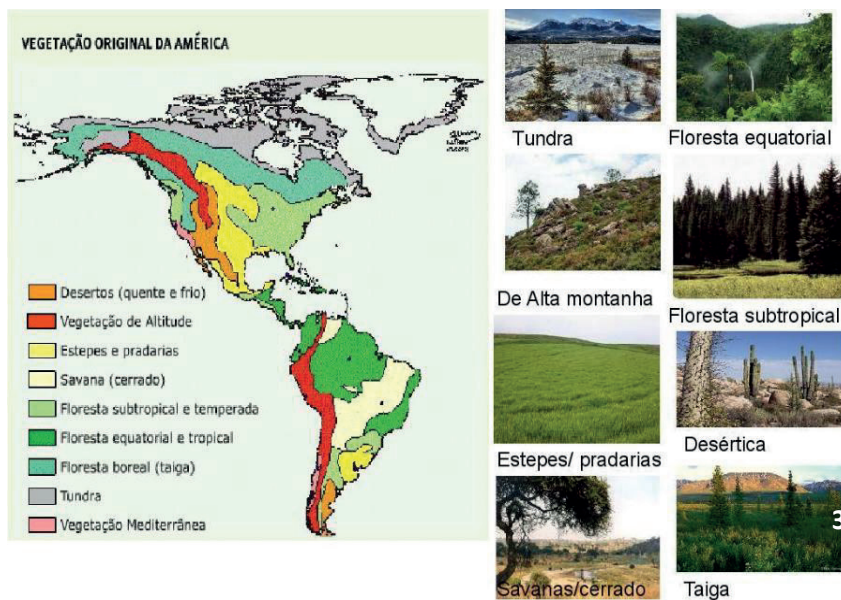 VEGETAÇÃO ORIGINAL DA AMÉRICA
Desertos (quente e frio)
Vegetação de Altitude
Estepes e pradarias
Savana (cerrado)
Floresta subtropical e temperada
Floresta equatorial e tropical
Floresta boreal (taiga)
Tundra
Vegetação Mediterrânea
Tundra
Floresta equatorial
De Alta montanha
Floresta subtropical
Estepes/ pradarias
Desértica
Savanas/cerrado
Taiga
3